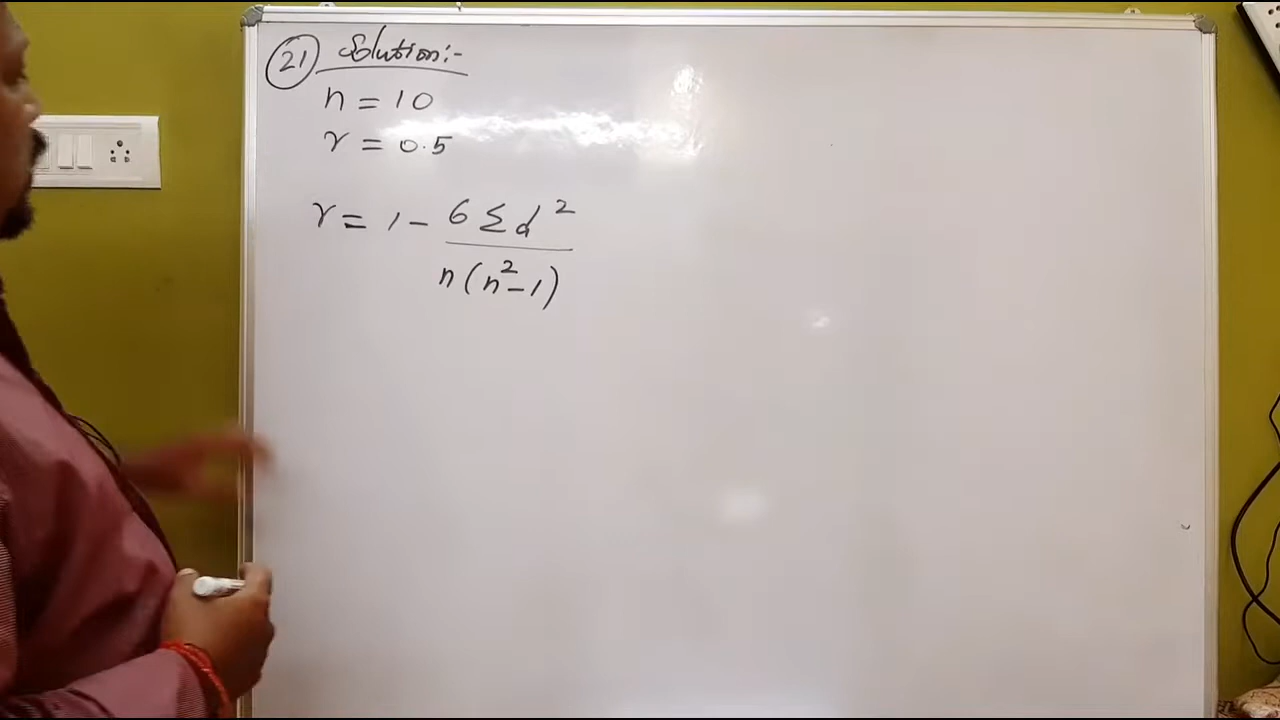 21 Solution:-
n = 10
r = 0.5
r = 1 - 6 Σ d²
n(n²-1)